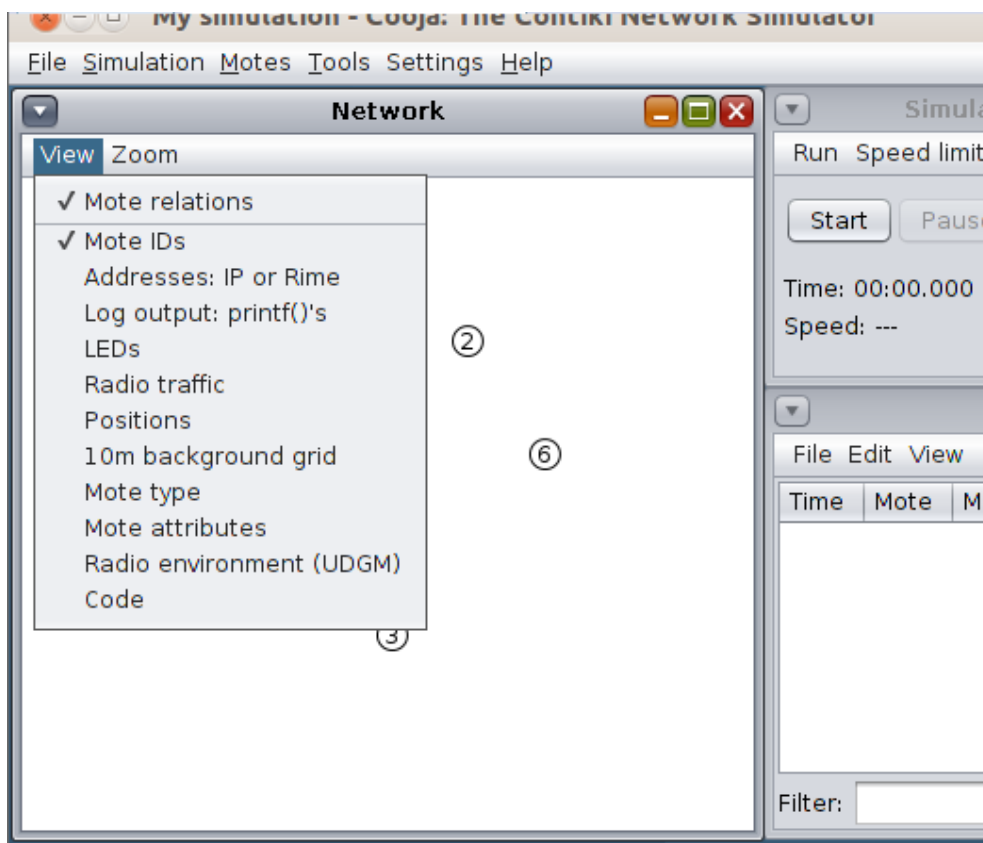 My simulation - Cooja: The Contiki Network Simulator
File Simulation Motes Tools Settings Help
Network
View Zoom
✓ Mote relations
✓ Mote IDs
Addresses: IP or Rime
Log output: printf()'s
LEDs
Radio traffic
Positions
10m background grid
Mote type
Mote attributes
Radio environment (UDGM)
Code
2
6
3
Simula
Run Speed limit
Start Pause
Time: 00:00.000
Speed: ---
File Edit View
Time Mote M
Filter: